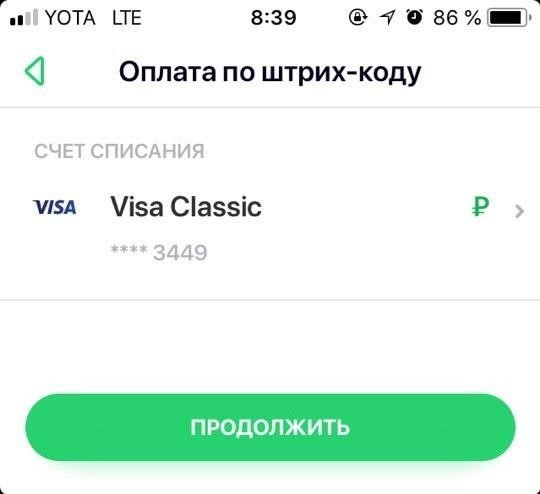 YOTA LTE 8:39 86 %
Оплата по штрих-коду
СЧЕТ СПИСАНИЯ
VISA Visa Classic ₽
**** 3449
ПРОДОЛЖИТЬ